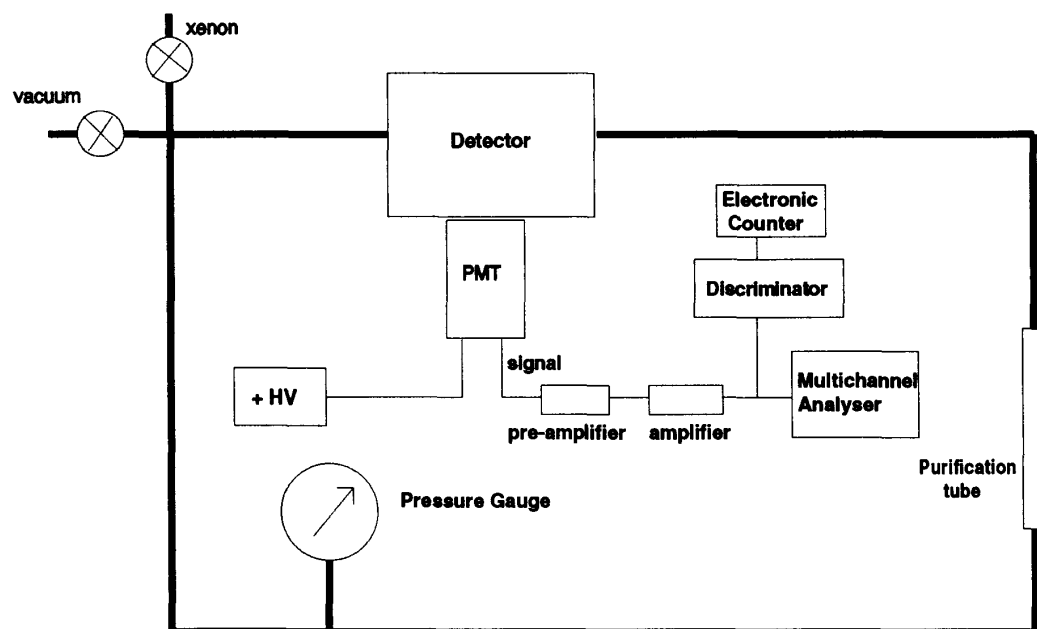 xenon
vacuum
Detector
Electronic
Counter
PMT
Discriminator
signal
+ HV
Multichannel
Analyser
pre-amplifier
amplifier
Purification
tube
Pressure Gauge